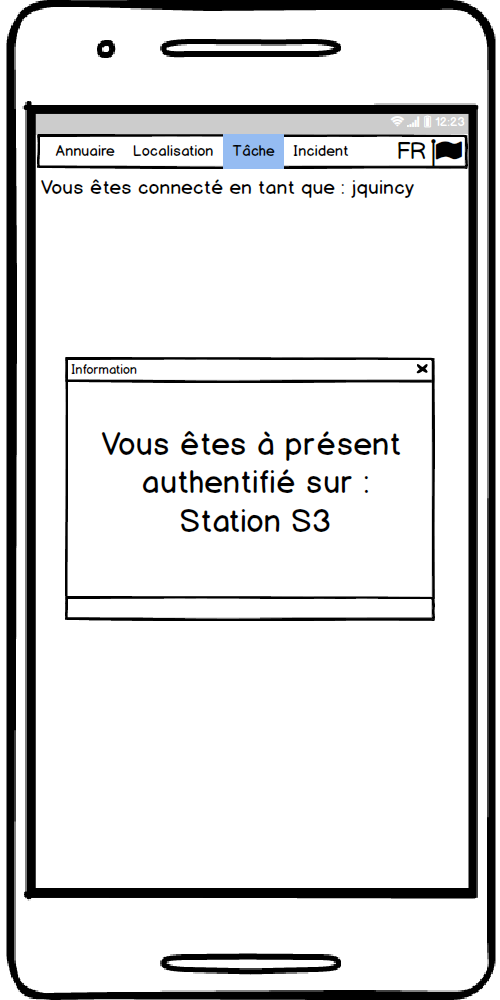 12:23
Annuaire Localisation Tâche Incident FR
Vous êtes connecté en tant que : jquincy
Information
Vous êtes à présent
authentifié sur :
Station S3